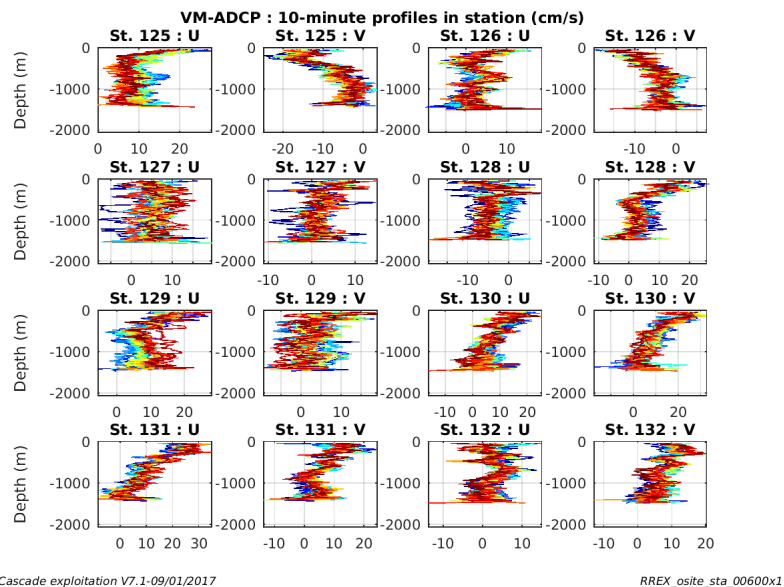 VM-ADCP : 10-minute profiles in station (cm/s)
St. 125 : U
St. 125 : V
St. 126 : U
St. 126 : V
Depth (m)
0
-1000
-2000
0
-1000
-2000
0
-1000
-2000
0
-1000
-2000
0 10 20
-20 -10 0
0 10
-10 0
St. 127 : U
St. 127 : V
St. 128 : U
St. 128 : V
Depth (m)
0
-1000
-2000
0
-1000
-2000
0
-1000
-2000
0
-1000
-2000
0 10
-10 0 10
-10 0
-10 0 10 20
St. 129 : U
St. 129 : V
St. 130 : U
St. 130 : V
Depth (m)
0
-1000
-2000
0
-1000
-2000
0
-1000
-2000
0
-1000
-2000
0 10 20
0 10
-10 0 10 20
0 20
St. 131 : U
St. 131 : V
St. 132 : U
St. 132 : V
Depth (m)
0
-1000
-2000
0
-1000
-2000
0
-1000
-2000
0
-1000
-2000
0 10 20 30
-10 0 10 20
-10 0 10
-10 0 10 20
Cascade exploitation V7.1-09/01/2017
RREX_osite_sta_00600x1